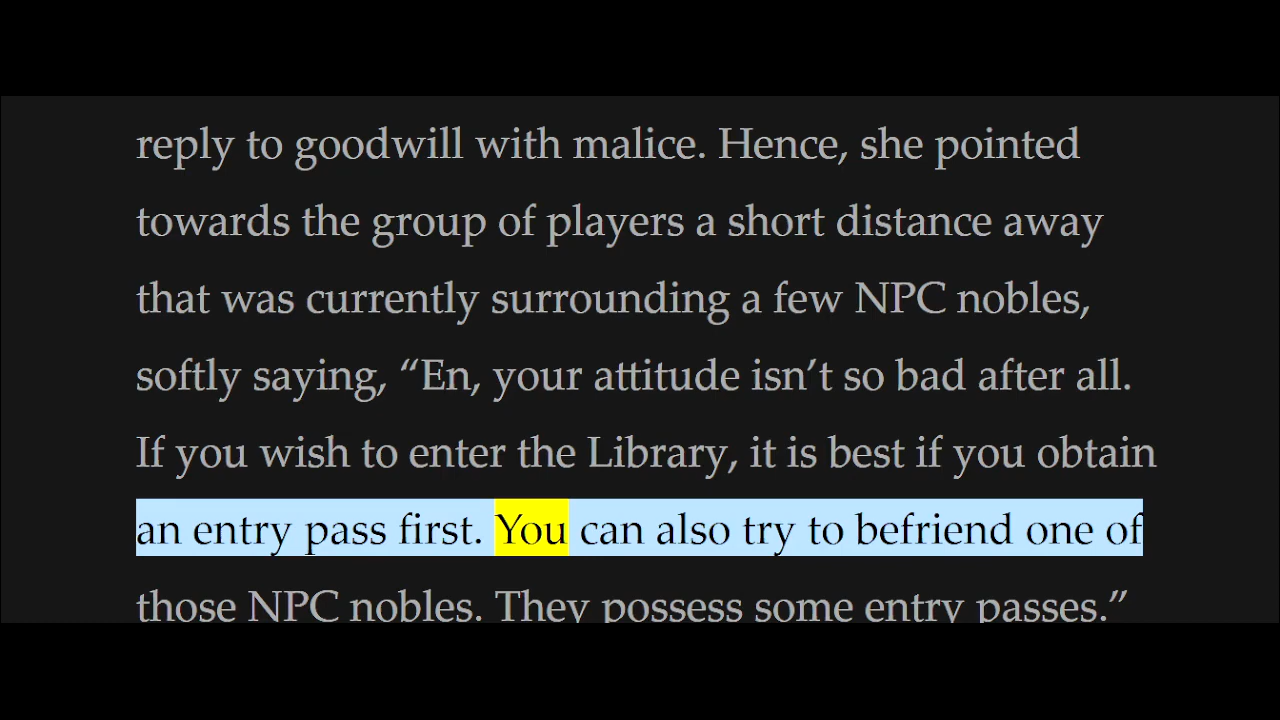 reply to goodwill with malice. Hence, she pointed
towards the group of players a short distance away
that was currently surrounding a few NPC nobles,
softly saying, “En, your attitude isn’t so bad after all.
If you wish to enter the Library, it is best if you obtain
an entry pass first. You can also try to befriend one of
those NPC nobles. They possess some entry passes.”